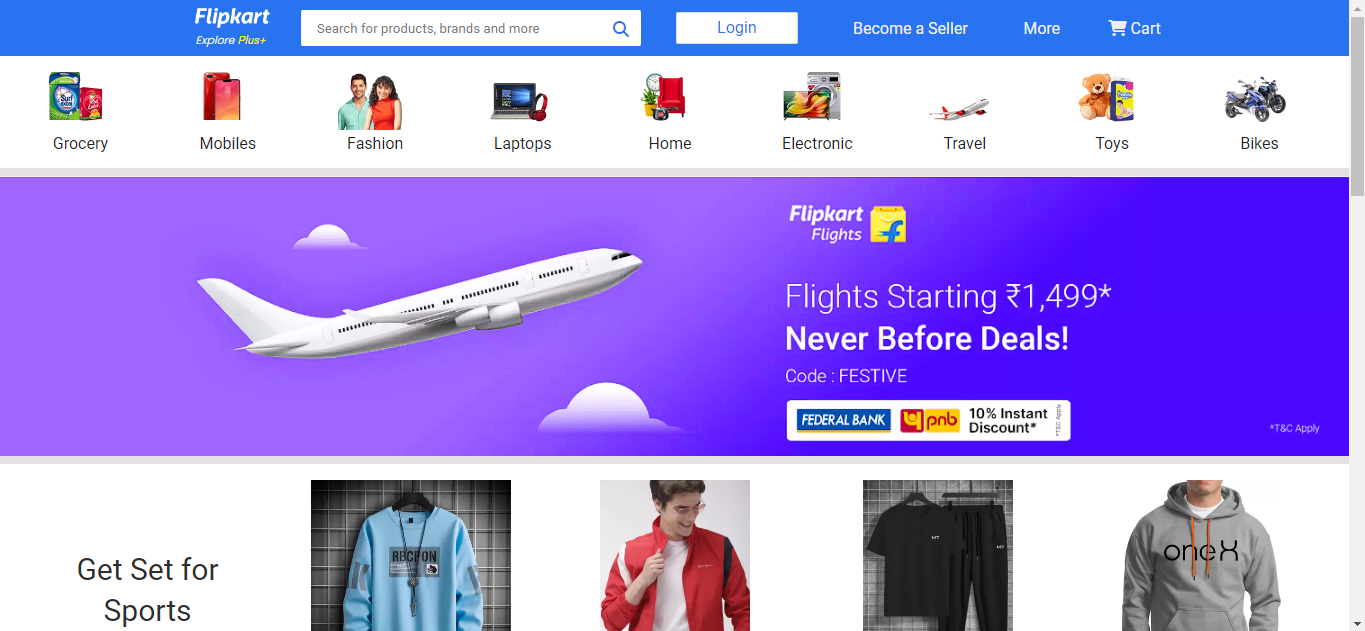 Flipkart
Explore Plus+
Search for products, brands and more
Login
Become a Seller
More
Cart
Grocery
Mobiles
Fashion
Laptops
Home
Electronic
Travel
Toys
Bikes
Flipkart
Flights
Flights Starting ₹1,499*
Never Before Deals!
Code : FESTIVE
FEDERAL BANK
pnb
10% Instant
Discount*
*T&C Apply
*T&C Apply
Get Set for
Sports
oneX